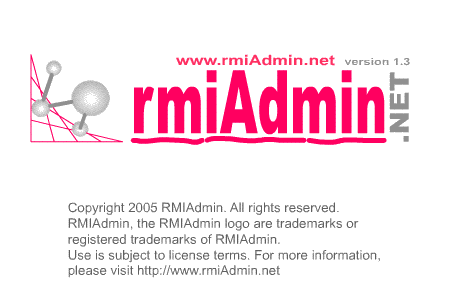 www.rmiAdmin.net version 1.3
rmiAdmin
.NET
Copyright 2005 RMIAdmin. All rights reserved.
RMIAdmin, the RMIAdmin logo are trademarks or
registered trademarks of RMIAdmin.
Use is subject to license terms. For more information,
please visit http://www.rmiAdmin.net